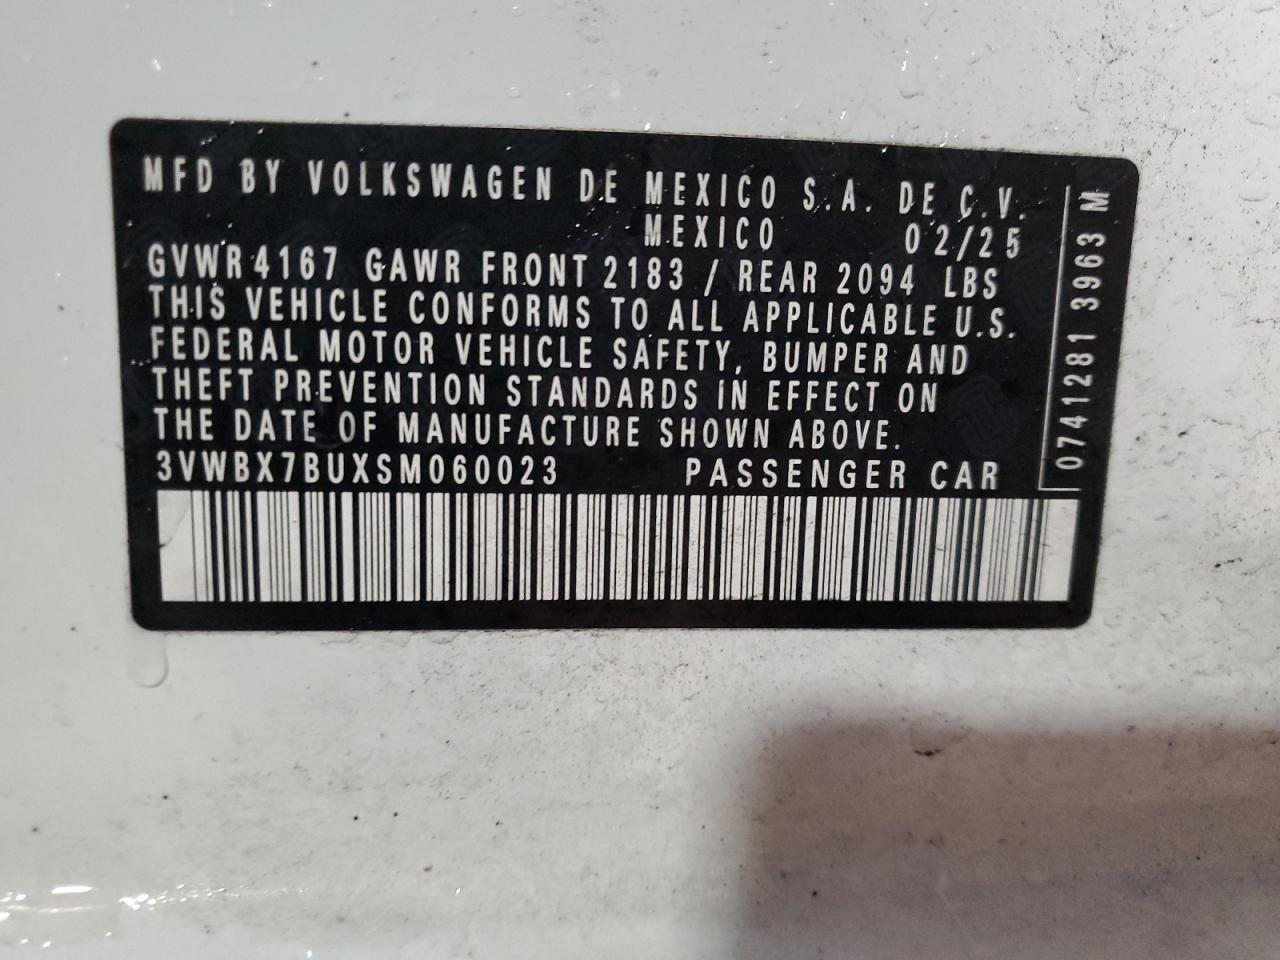 MFD BY VOLKSWAGEN DE MEXICO S.A. DE C.V.
MEXICO 02/25
GVWR 4167 GAWR FRONT 2183 / REAR 2094 LBS
THIS VEHICLE CONFORMS TO ALL APPLICABLE U.S.
FEDERAL MOTOR VEHICLE SAFETY, BUMPER AND
THEFT PREVENTION STANDARDS IN EFFECT ON
THE DATE OF MANUFACTURE SHOWN ABOVE.
3VWBX7BUXSM060023 PASSENGER CAR
0741281 3963 M